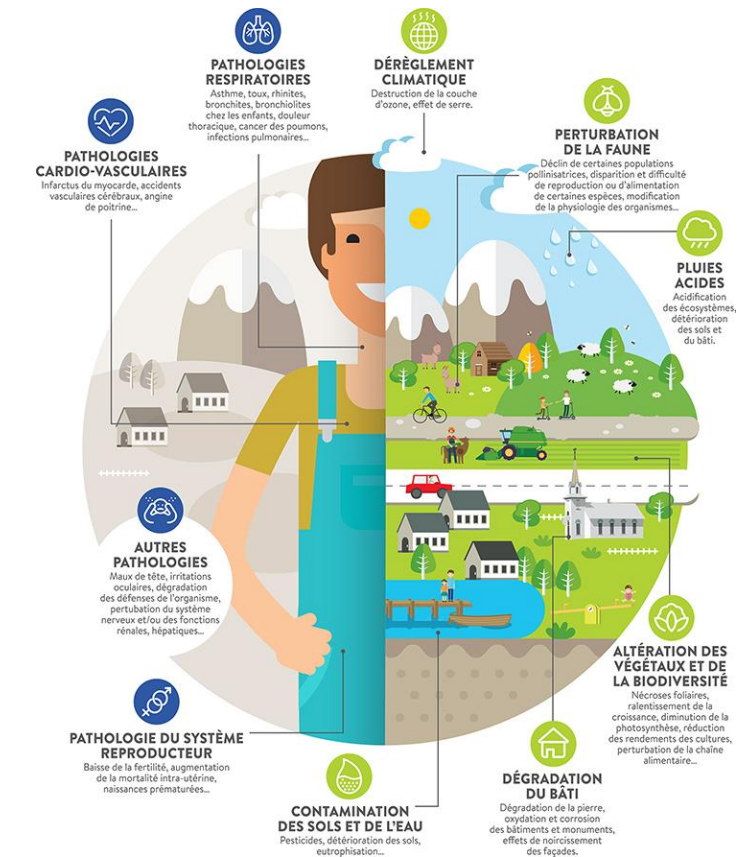 PATHOLOGIES
RESPIRATOIRES
Asthme, toux, rhinites,
bronchites, bronchiolites
chez les enfants, douleur
thoracique, cancer des poumons,
infections pulmonaires...
DÉRÈGLEMENT
CLIMATIQUE
Destruction de la couche
d'ozone, effet de serre.
PATHOLOGIES
CARDIO-VASCULAIRES
Infarctus du myocarde, accidents
vasculaires cérébraux, angine
de poitrine...
PERTURBATION
DE LA FAUNE
Déclin de certaines populations
pollinisatrices, disparition et difficulté
de reproduction ou d'alimentation
de certaines espèces, modification
de la physiologie des organismes...
PLUIES
ACIDES
Acidification
des écosystèmes,
détérioration
des sols et
du bâti.
AUTRES
PATHOLOGIES
Maux de tête, irritations
oculaires, dégradation
des défenses de l'organisme,
pertubation du système
nerveux et/ou des fonctions
rénales, hépatiques...
ALTÉRATION DES
VÉGÉTAUX ET DE
LA BIODIVERSITÉ
Nécroses foliaires,
ralentissement de la
croissance, diminution de la
photosynthèse, réduction
des rendements des cultures,
perturbation de la chaîne
alimentaire...
PATHOLOGIE DU SYSTÈME
REPRODUCTEUR
Baisse de la fertilité, augmentation
de la mortalité intra-utérine,
naissances prématurées...
CONTAMINATION
DES SOLS ET DE L'EAU
Pesticides, détérioration des sols,
eutrophisation...
DÉGRADATION
DU BÂTI
Dégradation de la pierre,
oxydation et corrosion
des bâtiments et monuments,
effets de noircissement
des façades.